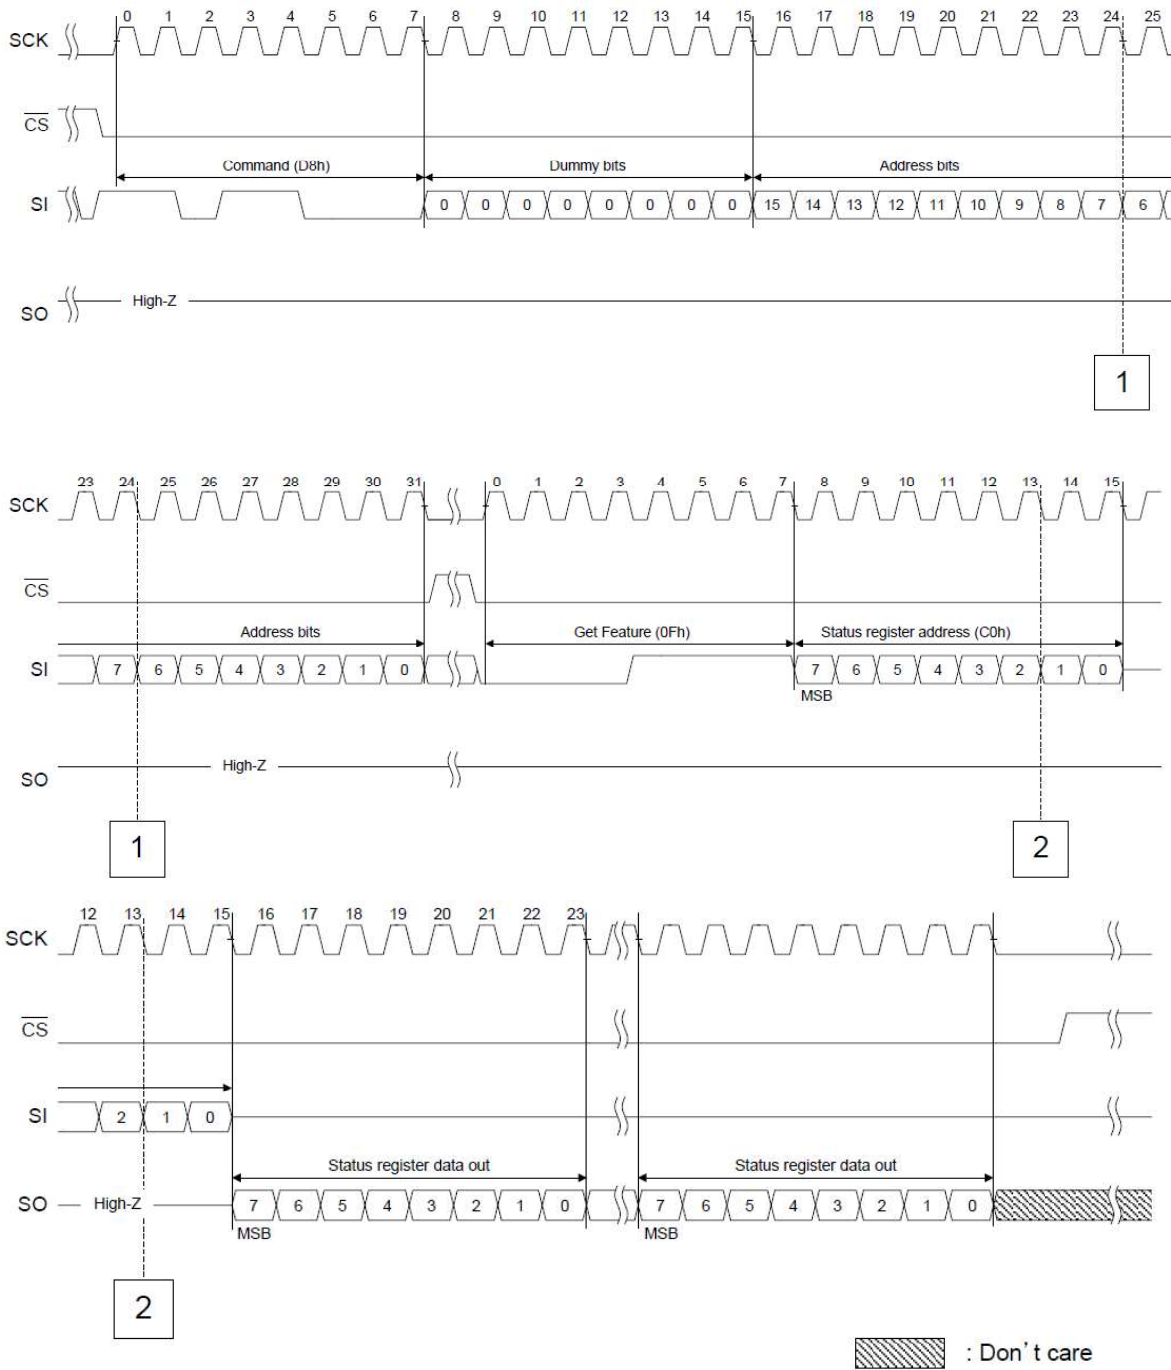 0 1 2 3 4 5 6 7 8 9 10 11 12 13 14 15 16 17 18 19 20 21 22 23 24 25
SCK
CS
Command (D8h) Dummy bits Address bits
SI 0 0 0 0 0 0 0 0 15 14 13 12 11 10 9 8 7 6
SO High-Z
1
23 24 25 26 27 28 29 30 31 0 1 2 3 4 5 6 7 8 9 10 11 12 13 14 15
SCK
CS
Address bits Get Feature (0Fh) Status register address (C0h)
SI 7 6 5 4 3 2 1 0 7 6 5 4 3 2 1 0
MSB
SO High-Z
1 2
12 13 14 15 16 17 18 19 20 21 22 23
SCK
CS
SI 2 1 0
Status register data out Status register data out
SO High-Z 7 6 5 4 3 2 1 0 7 6 5 4 3 2 1 0
MSB MSB
2
: Don't care